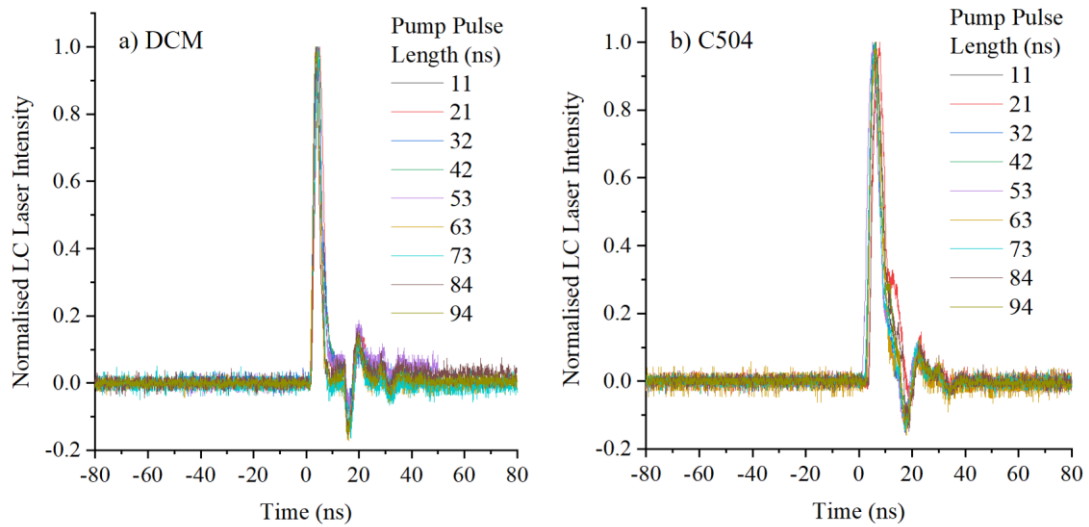 a) DCM
Pump Pulse
Length (ns)
11
21
32
42
53
63
73
84
94
Normalised LC Laser Intensity
1.0
0.8
0.6
0.4
0.2
0.0
-0.2
-80 -60 -40 -20 0 20 40 60 80
Time (ns)
b) C504
Pump Pulse
Length (ns)
11
21
32
42
53
63
73
84
94
Normalised LC Laser Intensity
1.0
0.8
0.6
0.4
0.2
0.0
-0.2
-80 -60 -40 -20 0 20 40 60 80
Time (ns)